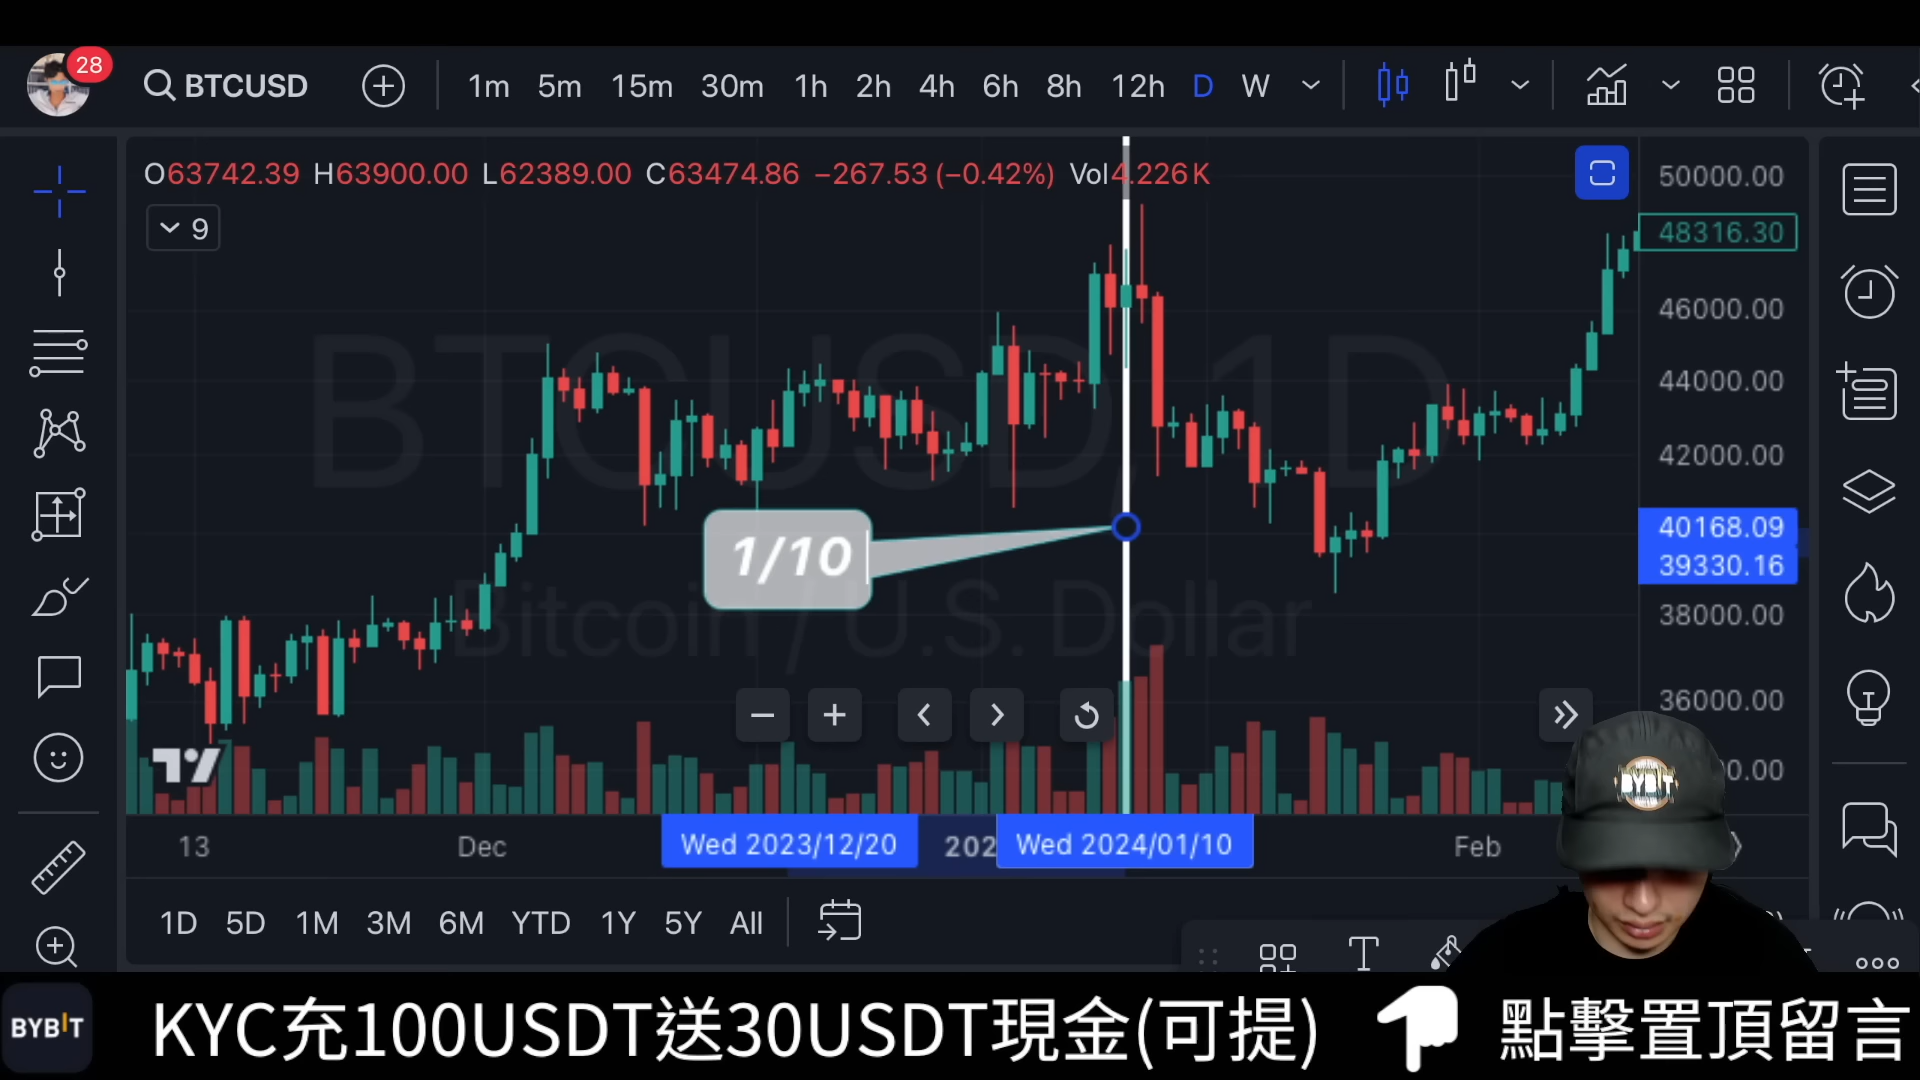 28
BTCUSD 1m 5m 15m 30m 1h 2h 4h 6h 8h 12h D W
O63742.39 H63900.00 L62389.00 C63474.86 −267.53 (−0.42%) Vol4.226K
9
50000.00
48316.30
46000.00
44000.00
42000.00
40168.09
39330.16
38000.00
36000.00
BTCUSD, 1D
Bitcoin / U.S. Dollar
1/10
BYBIT
13 Dec Wed 2023/12/20 202 Wed 2024/01/10 Feb
1D 5D 1M 3M 6M YTD 1Y 5Y All
BYBIT KYC充100USDT送30USDT現金(可提) 點擊置頂留言